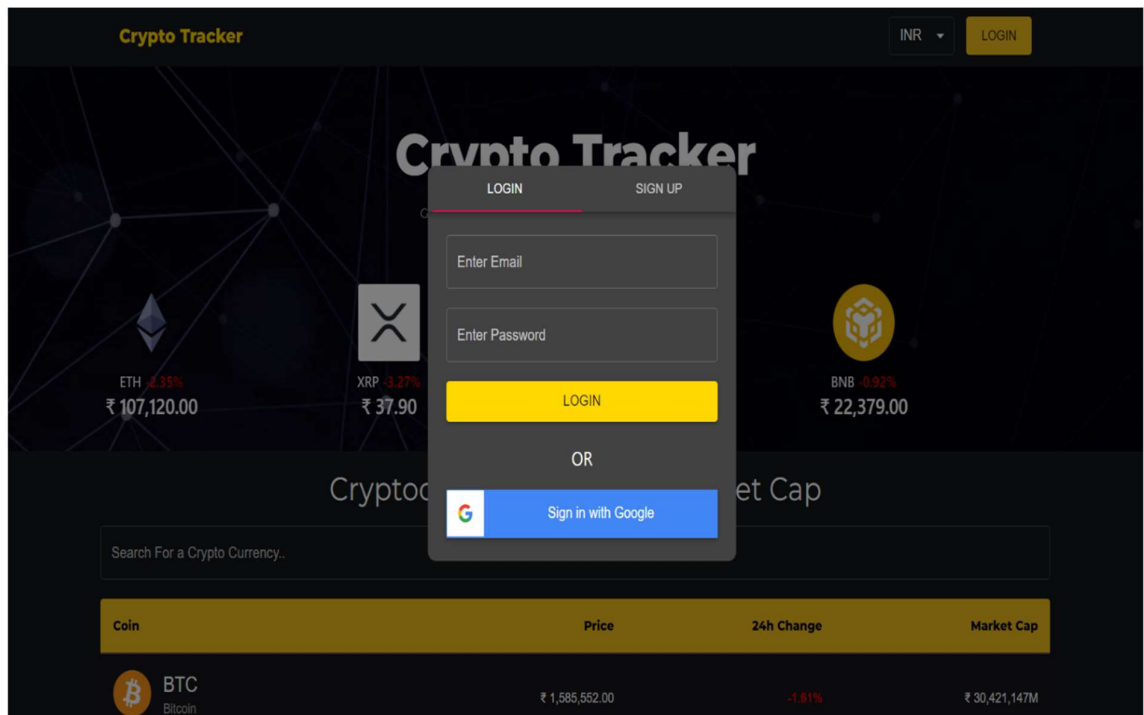 Crypto Tracker
INR
LOGIN
Crypto Tracker
LOGIN SIGN UP
Enter Email
Enter Password
ETH -2.35%
₹ 107,120.00
XRP -3.27%
₹ 37.90
BNB -0.92%
₹ 22,379.00
LOGIN
OR
Sign in with Google
et Cap
Search For a Crypto Currency..
Coin Price 24h Change Market Cap
BTC
Bitcoin
₹ 1,585,552.00 -1.61% ₹ 30,421,147M